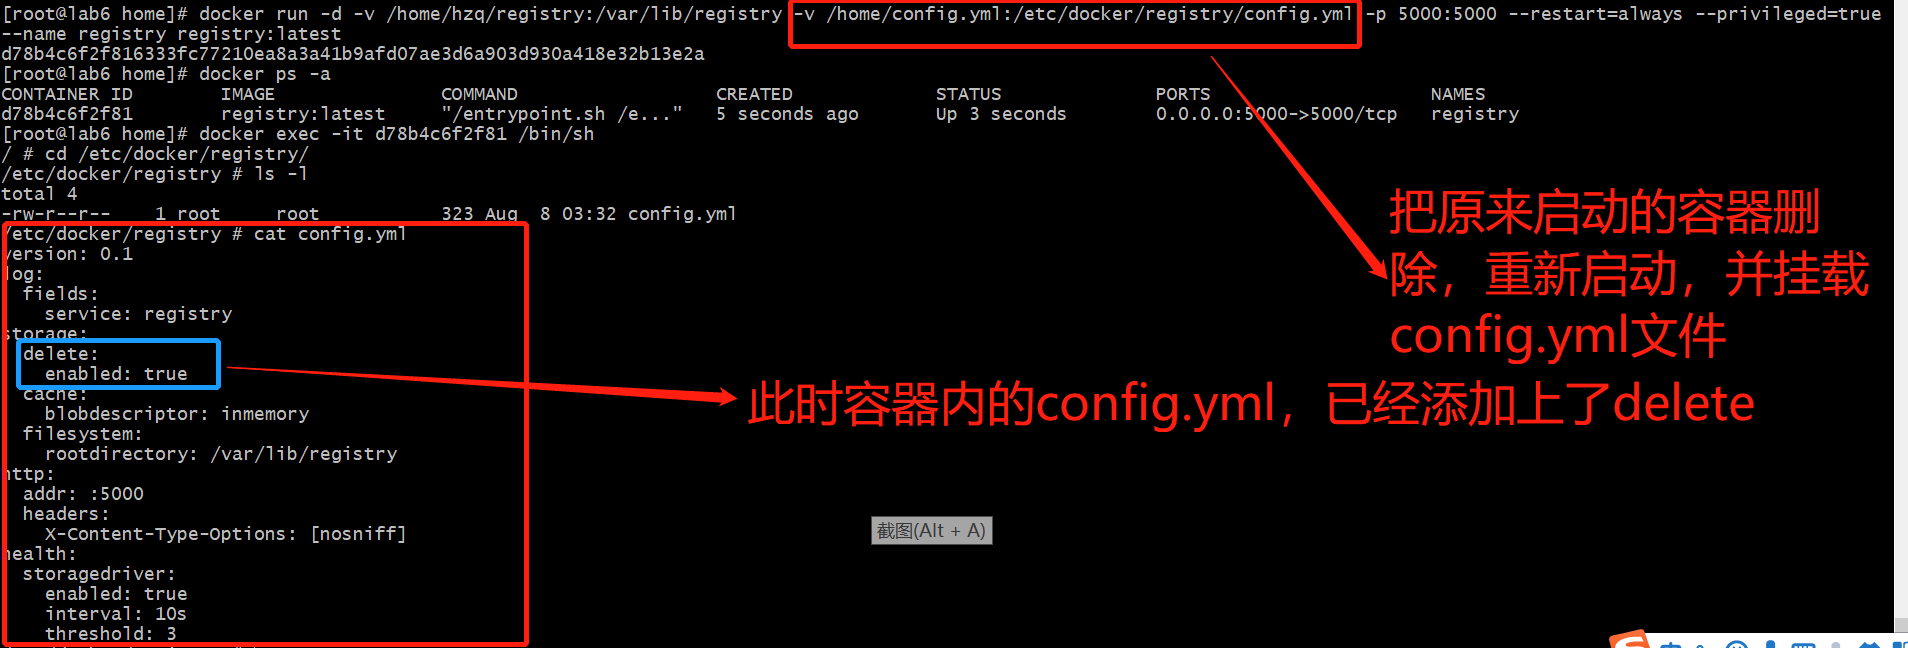 [root@lab6 home]# docker run -d -v /home/hzq/registry:/var/lib/registry -v /home/config.yml:/etc/docker/registry/config.yml -p 5000:5000 --restart=always --privileged=true
--name registry registry:latest
d78b4c6f2f816333fc77210ea8a3a41b9afd07ae3d6a903d930a418e32b13e2a
[root@lab6 home]# docker ps -a
CONTAINER ID        IMAGE               COMMAND                  CREATED             STATUS              PORTS                    NAMES
d78b4c6f2f81        registry:latest     "/entrypoint.sh /e..."   5 seconds ago       Up 3 seconds        0.0.0.0:5000->5000/tcp   registry
[root@lab6 home]# docker exec -it d78b4c6f2f81 /bin/sh
/ # cd /etc/docker/registry/
/etc/docker/registry # ls -l
total 4
-rw-r--r--    1 root     root           323 Aug  8 03:32 config.yml
/etc/docker/registry # cat config.yml
version: 0.1
log:
  fields:
    service: registry
storage:
  delete:
    enabled: true
  cache:
    blobdescriptor: inmemory
  filesystem:
    rootdirectory: /var/lib/registry
http:
  addr: :5000
  headers:
    X-Content-Type-Options: [nosniff]
health:
  storagedriver:
    enabled: true
    interval: 10s
    threshold: 3
把原来启动的容器删
除，重新启动，并挂载
config.yml文件
此时容器内的config.yml，已经添加上了delete
截图(Alt + A)